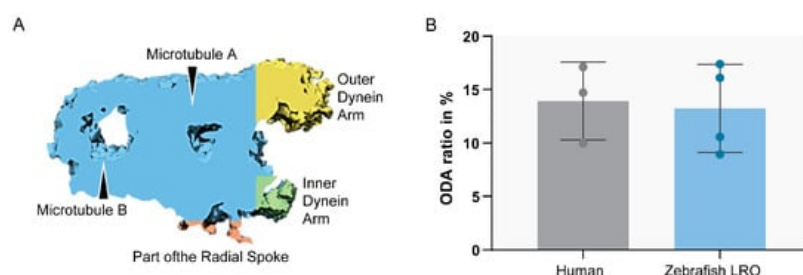 A
Microtubule A
Outer
Dynein
Arm
Microtubule B
Inner
Dynein
Arm
Part ofthe Radial Spoke
B
ODA ratio in %
20
15
10
5
0
Human
Zebrafish LRO